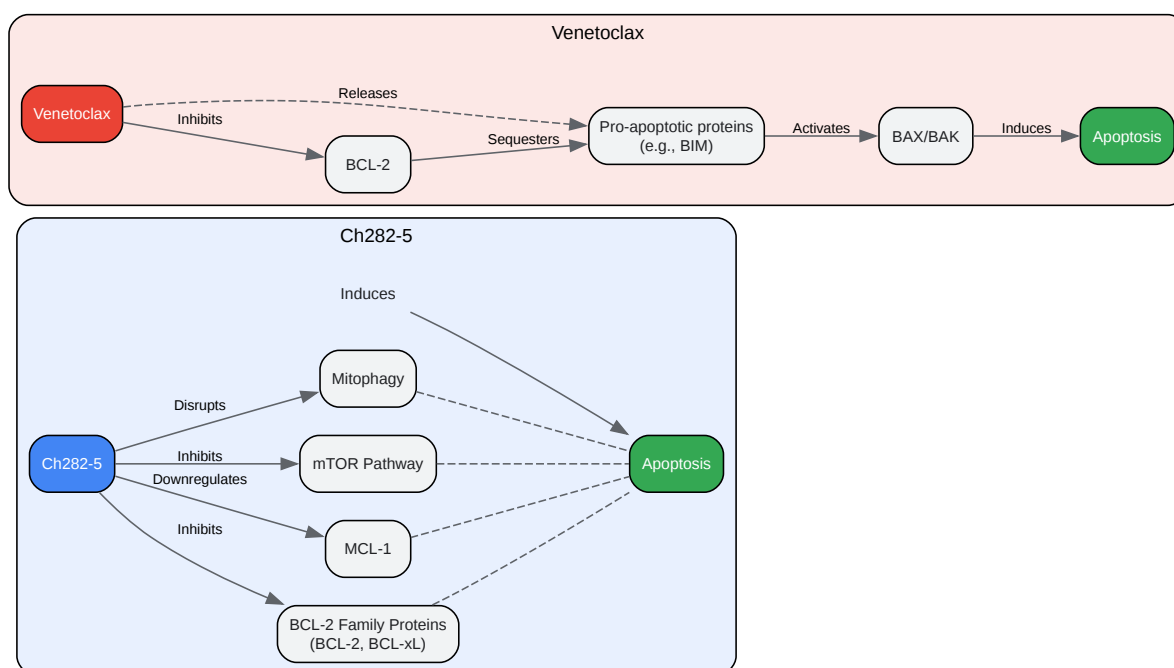 Venetoclax
Venetoclax
Releases
Inhibits
BCL-2
Sequesters
Pro-apoptotic proteins
(e.g., BIM)
Activates
BAX/BAK
Induces
Apoptosis
Ch282-5
Induces
Mitophagy
Disrupts
Ch282-5
Inhibits
mTOR Pathway
Apoptosis
Downregulates
Inhibits
MCL-1
BCL-2 Family Proteins
(BCL-2, BCL-xL)